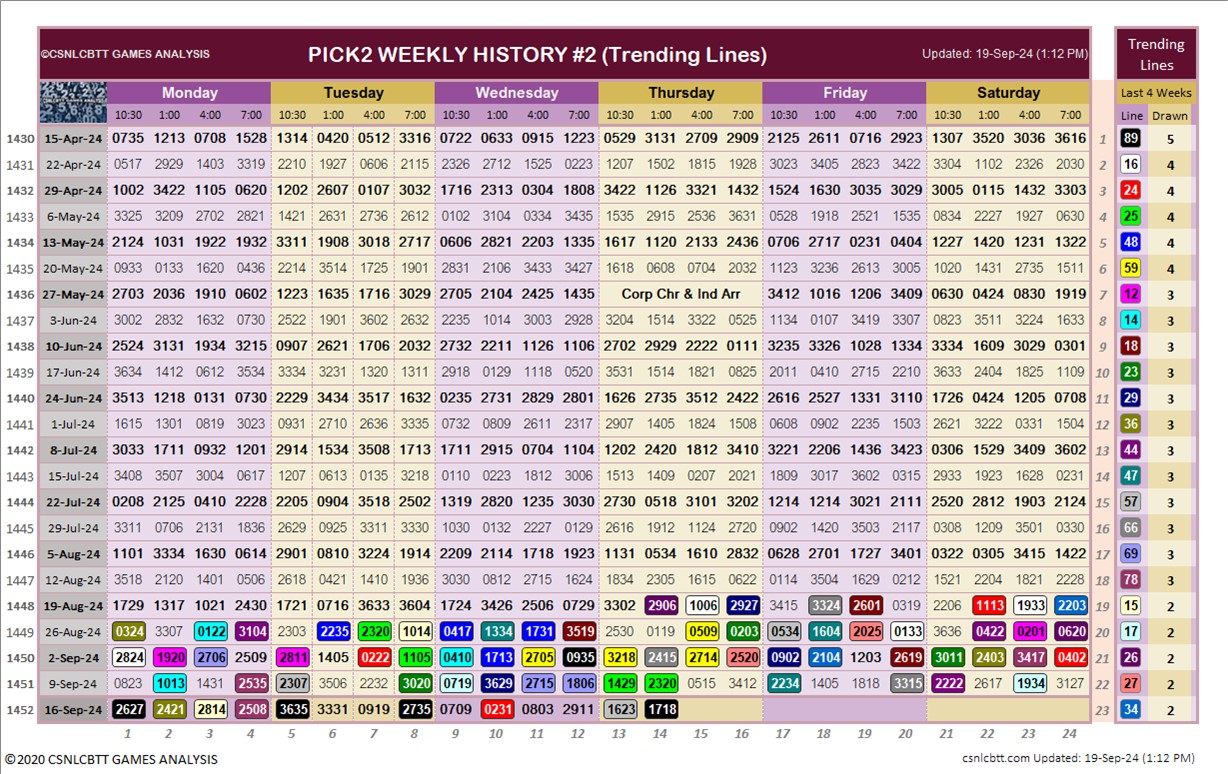 ©CSNLCBTT GAMES ANALYSIS PICK2 WEEKLY HISTORY #2 (Trending Lines) Updated: 19-Sep-24 (1:12 PM) Trending Lines
Monday Tuesday Wednesday Thursday Friday Saturday Last 4 Weeks
10:30 1:00 4:00 7:00 10:30 1:00 4:00 7:00 10:30 1:00 4:00 7:00 10:30 1:00 4:00 7:00 10:30 1:00 4:00 7:00 10:30 1:00 4:00 7:00 Line Drawn
1430 15-Apr-24 0735 1213 0708 1528 1314 0420 0512 3316 0722 0633 0915 1223 0529 3131 2709 2909 2125 2611 0716 2923 1307 3520 3036 3616 1 89 5
1431 22-Apr-24 0517 2929 1403 3319 2210 1927 0606 2115 2326 2712 1525 0223 1207 1502 1815 1928 3023 3405 2823 3422 3304 1102 2326 2030 2 16 4
1432 29-Apr-24 1002 3422 1105 0620 1202 2607 0107 3032 1716 2313 0304 1808 3422 1126 3321 1432 1524 1630 3035 3029 3005 0115 1432 3303 3 24 4
1433 6-May-24 3325 3209 2702 2821 1421 2631 2736 2612 0102 3104 0334 3435 1535 2915 2536 3631 0528 1918 2521 1535 0834 2227 1927 0630 4 25 4
1434 13-May-24 2124 1031 1922 1932 3311 1908 3018 2717 0606 2821 2203 1335 1617 1120 2133 2436 0706 2717 0231 0404 1227 1420 1231 1322 5 48 4
1435 20-May-24 0933 0133 1620 0436 2214 3514 1725 1901 2831 2106 3433 3427 1618 0608 0704 2032 1123 3236 2613 3005 0260 1431 2735 1511 6 59 4
1436 27-May-24 2703 2036 1910 0602 1223 1635 1716 3029 2705 2104 2425 1435 Corp Chr & Ind Arr 3412 1016 1206 3409 0630 0424 0830 1919 7 12 3
1437 3-Jun-24 3002 2832 1632 0730 2522 1901 3602 2632 2235 1014 3003 2928 3204 1514 3322 0525 1134 0107 3419 3307 0823 3511 3224 1633 8 14 3
1438 10-Jun-24 2524 3131 1934 3215 0907 2621 1706 2032 2732 2211 1126 1106 2702 2929 2222 0111 3235 3326 1028 1334 3334 1609 3029 0301 9 18 3
1439 17-Jun-24 3634 1412 0612 3534 3334 3231 1320 1311 2918 0129 1118 0520 3531 1514 1821 0825 2011 0410 2715 2210 3633 2404 1825 1109 10 23 3
1440 24-Jun-24 3513 1218 0131 0730 2229 3434 3517 1632 0235 2731 2829 2801 1626 2735 3512 2422 2616 2527 1331 3110 1726 0424 1205 0708 11 29 3
1441 1-Jul-24 1615 1301 0819 3023 0931 2710 2636 3333 0732 0809 2611 2317 2907 1405 1824 1508 0608 0902 2235 1503 2621 3222 0331 1504 12 36 3
1442 8-Jul-24 3033 1711 0932 1201 2914 1534 3508 1713 1711 2915 0704 1104 1202 2420 1812 3410 3221 2206 1436 3423 0306 1529 3409 3602 13 44 3
1443 15-Jul-24 3408 3507 3004 0617 1207 0613 0135 3213 0110 0223 1812 3006 1513 1409 0207 2021 1809 3017 3602 0315 2933 1923 1628 0231 14 47 3
1444 22-Jul-24 0208 2125 0410 2228 2205 0904 3518 2502 1319 2820 1235 3030 2730 0518 3101 3202 1214 1214 3021 2111 2520 2812 1903 2124 15 57 3
1445 29-Jul-24 3311 0706 2131 1836 2629 0925 3311 3330 1030 0132 2227 0129 2616 1912 1124 2720 0902 1420 3503 2117 0308 1209 3501 0330 16 66 3
1446 5-Aug-24 1101 3334 1630 0614 2901 0810 3224 1914 2209 2114 1718 1923 1131 0534 1610 2832 0628 2701 1727 3401 0322 0305 3415 1422 17 69 3
1447 12-Aug-24 3518 2120 1401 0506 2618 0421 1410 1936 3030 0812 2715 1624 1834 2305 1615 0622 0114 3504 1629 0212 1521 2204 1821 2228 18 78 3
1448 19-Aug-24 1729 1317 1021 2430 1721 0716 3633 3604 1724 3426 2506 0729 3302 2906 1006 2927 3415 3324 2601 0319 2206 1113 1933 2203 19 15 2
1449 26-Aug-24 0324 3307 0122 3104 2303 2235 2320 1014 0417 1334 1731 3519 2530 0119 0509 0203 0534 1604 2025 0133 3636 0422 0201 0620 20 17 2
1450 2-Sep-24 2824 1920 2706 2509 2811 1405 0222 1105 0410 1713 2705 0935 3218 2415 2714 2520 0902 2104 1203 2619 3011 2403 3417 0402 21 26 2
1451 9-Sep-24 0823 1013 1431 2535 2307 3506 2232 3020 0719 3629 2715 1806 1429 2320 0515 3412 2234 1405 1818 3315 2222 2617 1934 3127 22 27 2
1452 16-Sep-24 2627 2421 2814 2508 3635 3331 0919 2735 0709 0231 0803 2911 1623 1718 23 34 2
1 2 3 4 5 6 7 8 9 10 11 12 13 14 15 16 17 18 19 20 21 22 23 24
©2020 CSNLCBTT GAMES ANALYSIS csnlcbtt.com Updated: 19-Sep-24 (1:12 PM)